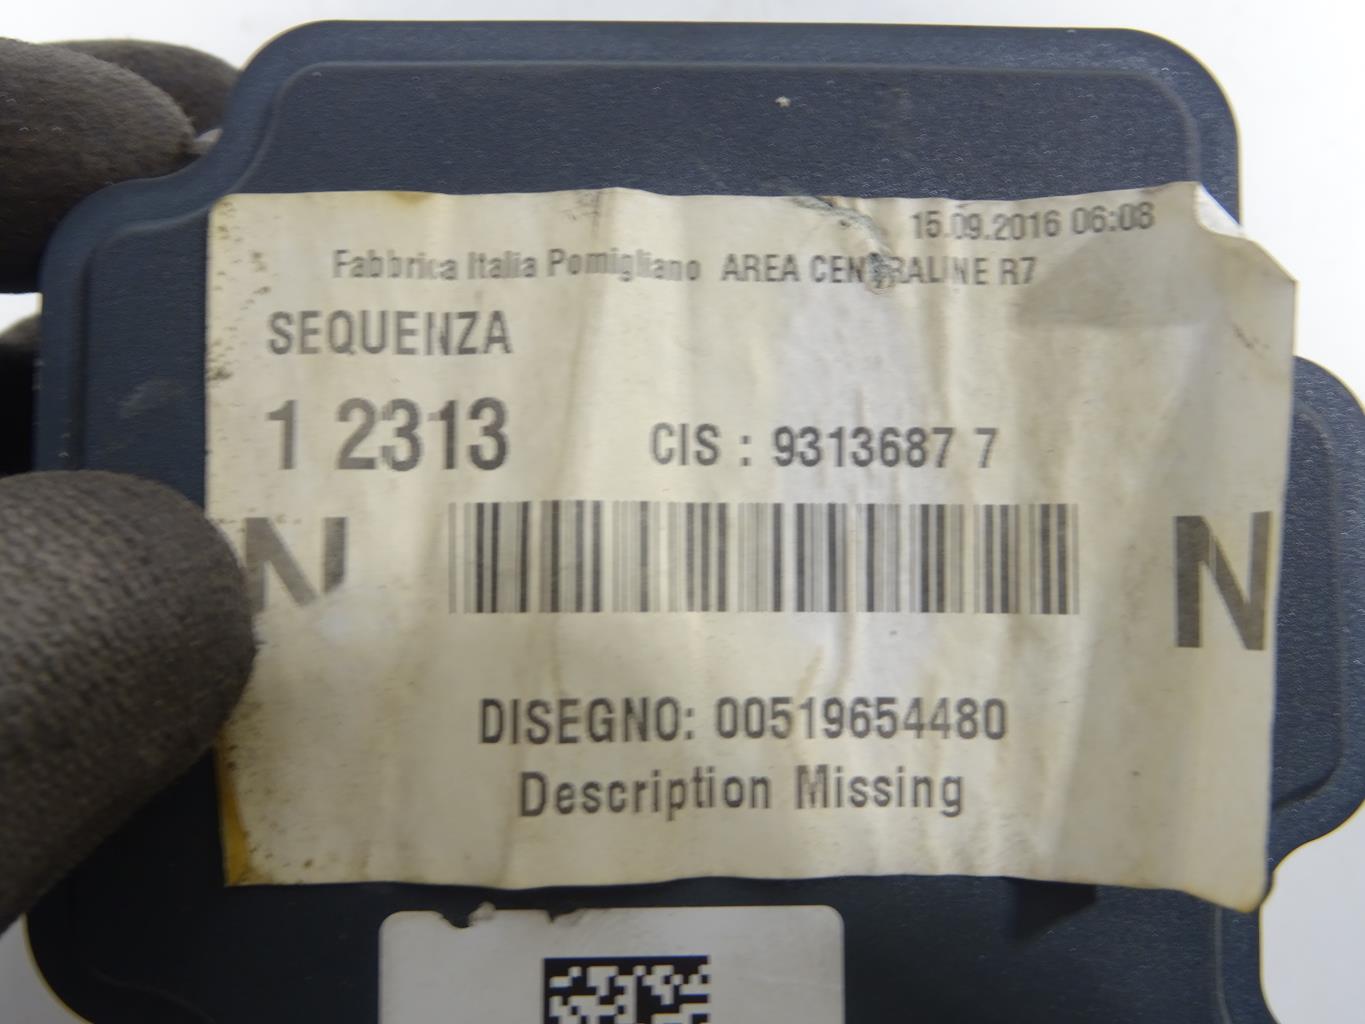 15.09.2016 06:08
Fabbrica Italia Pomigliano AREA CENTRALINE R7
SEQUENZA
1 2313 CIS : 9313687 7
N N
DISEGNO: 00519654480
Description Missing